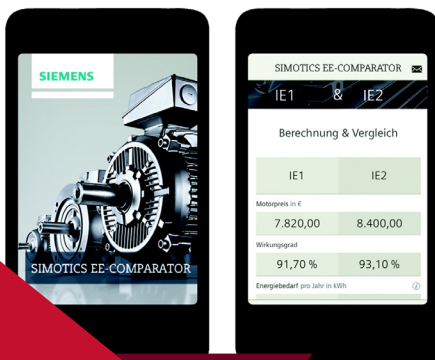 SIEMENS
SIMOTICS EE-COMPARATOR
SIMOTICS EE-COMPARATOR
IE1 & IE2
Berechnung & Vergleich
IE1 IE2
Motorpreis in €
7.820,00 8.400,00
Wirkungsgrad
91,70 % 93,10 %
Energiebedarf pro Jahr in kWh